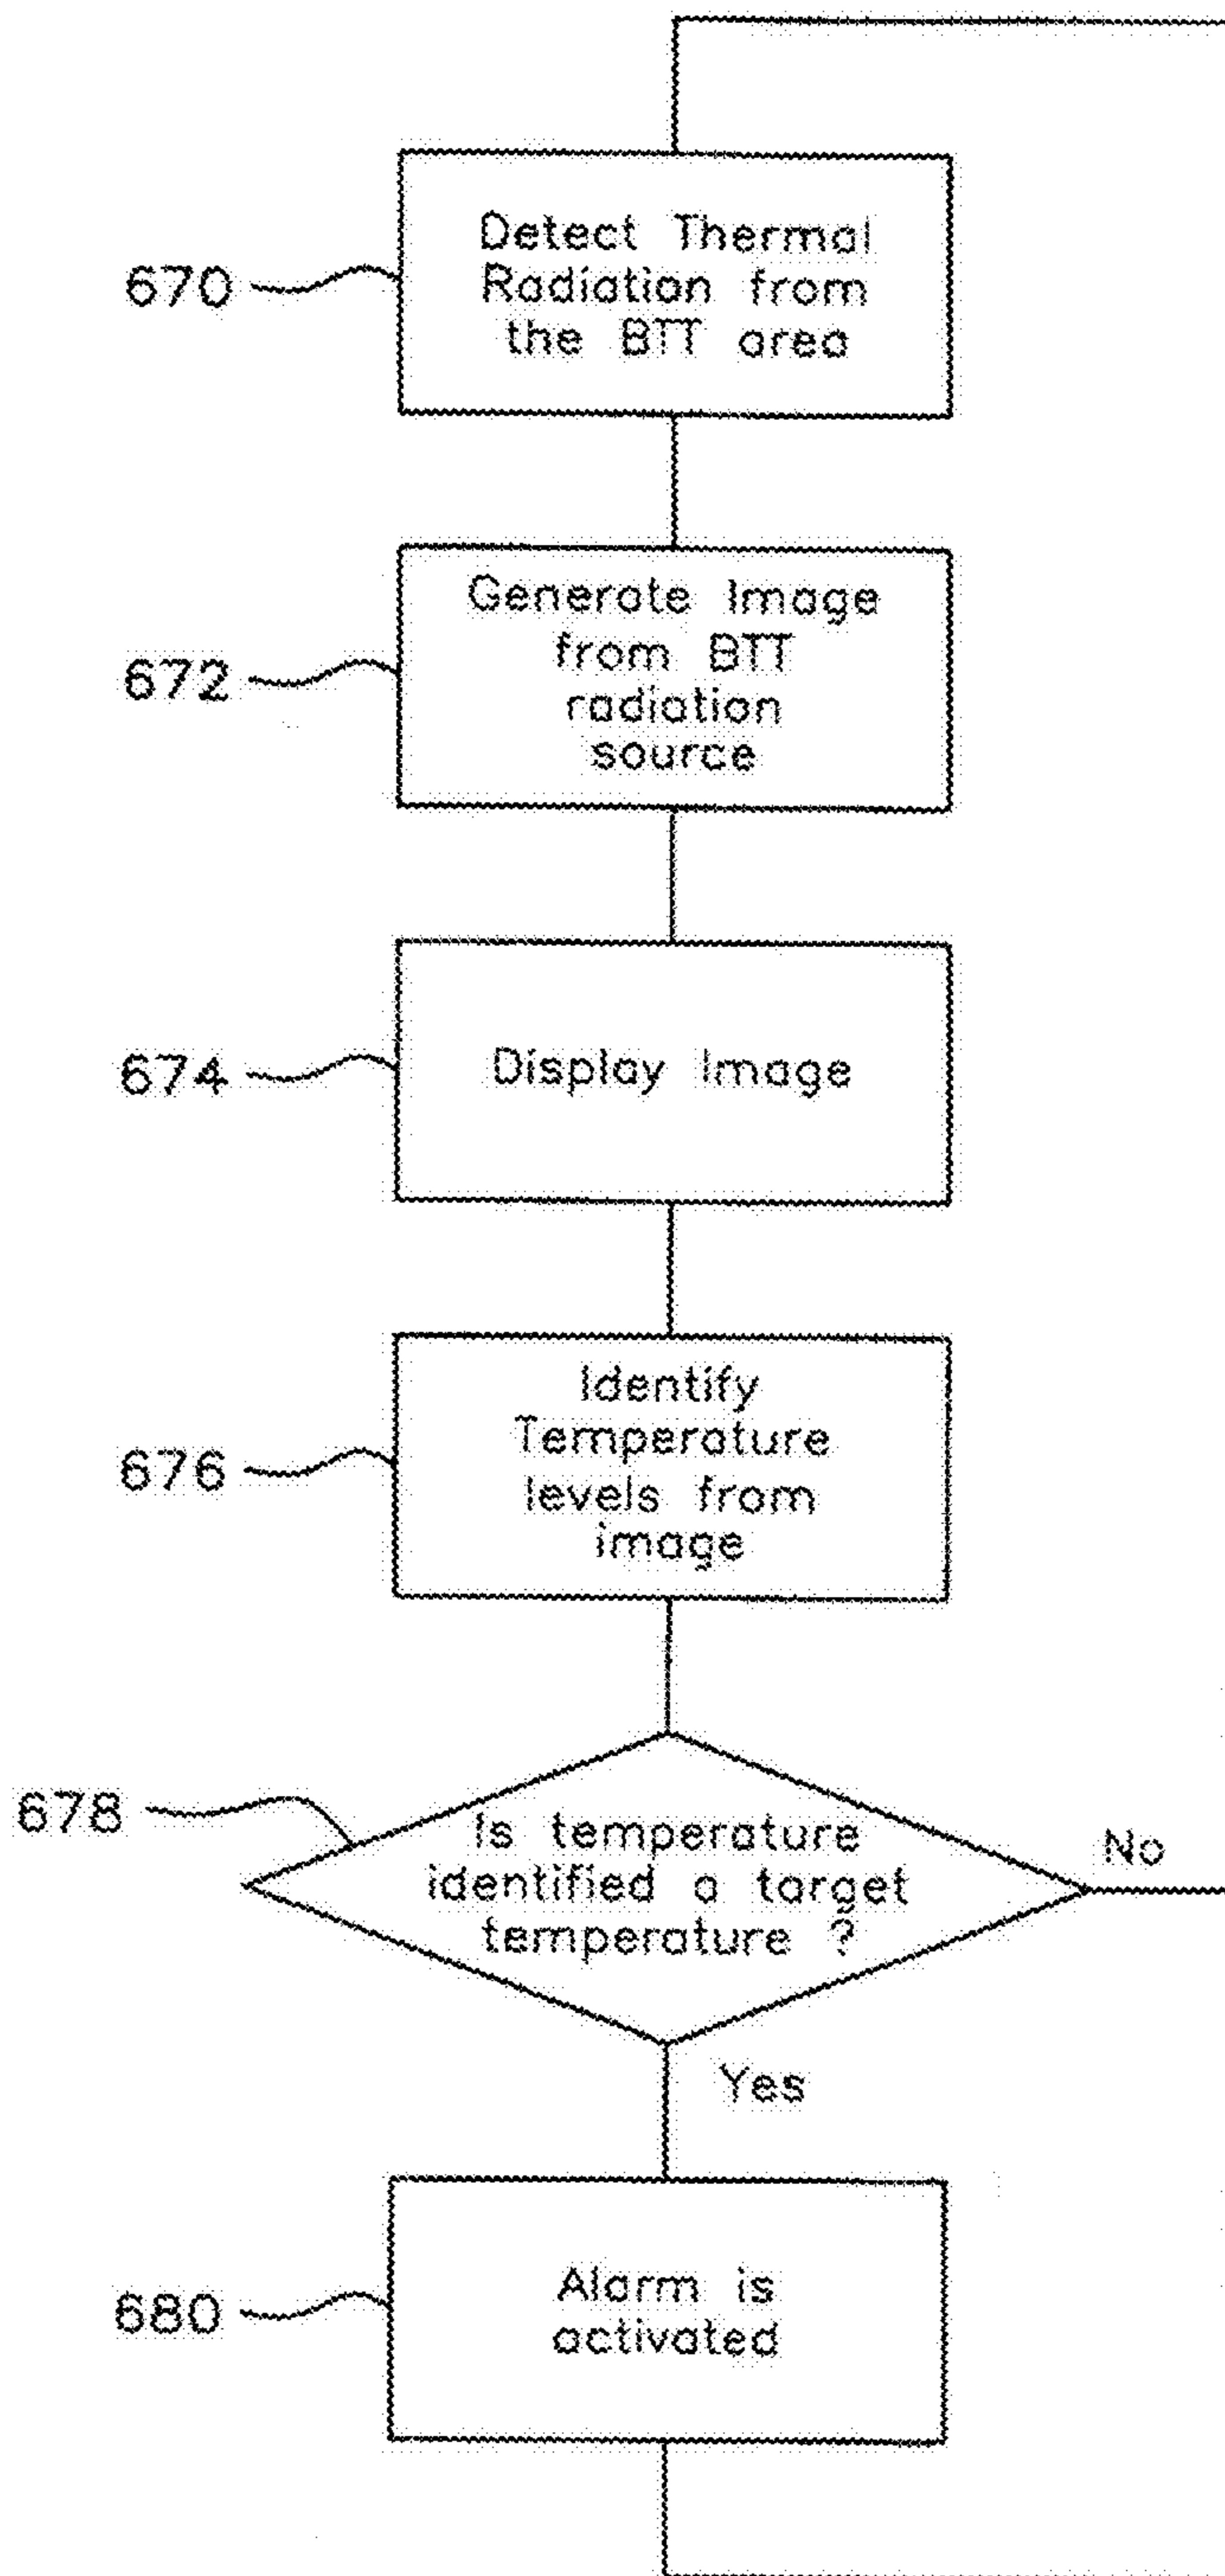 670
Detect Thermal
Radiation from
the BTT area
672
Generate Image
from BTT
radiation
source
674
Display Image
676
Identify
Temperature
levels from
image
678
Is temperature
identified a target
temperature ?
No
Yes
680
Alarm is
activated